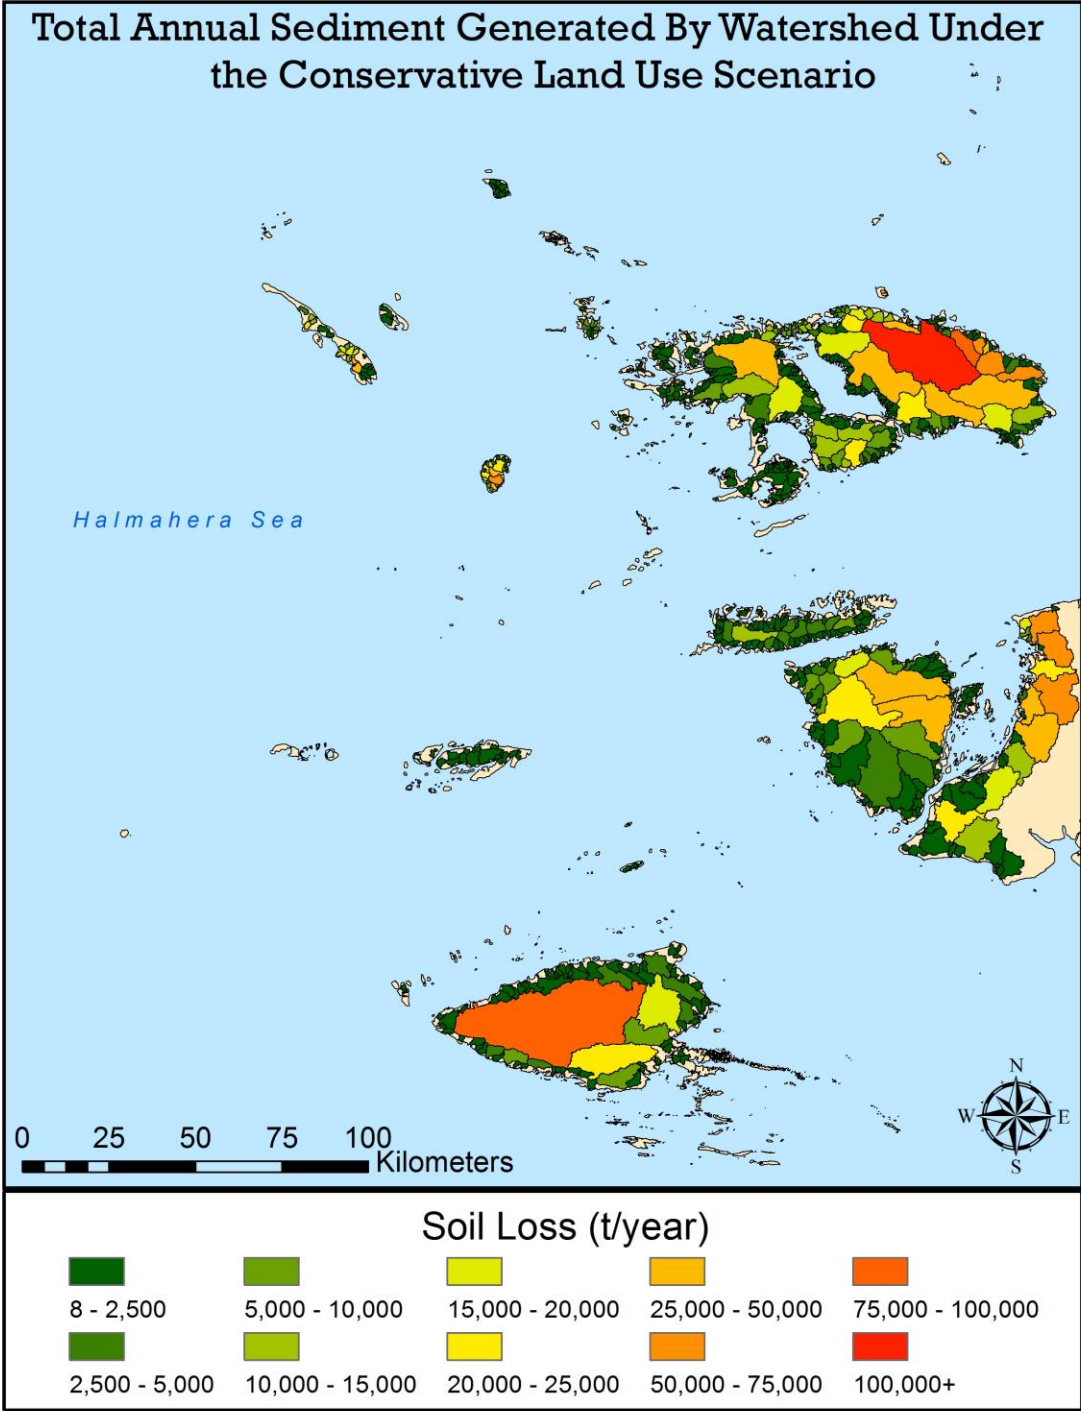 Total Annual Sediment Generated By Watershed Under
the Conservative Land Use Scenario
Halmahera Sea
N
W E
S
0 25 50 75 100
Kilometers
Soil Loss (t/year)
8 - 2,500
5,000 - 10,000
15,000 - 20,000
25,000 - 50,000
75,000 - 100,000
2,500 - 5,000
10,000 - 15,000
20,000 - 25,000
50,000 - 75,000
100,000+